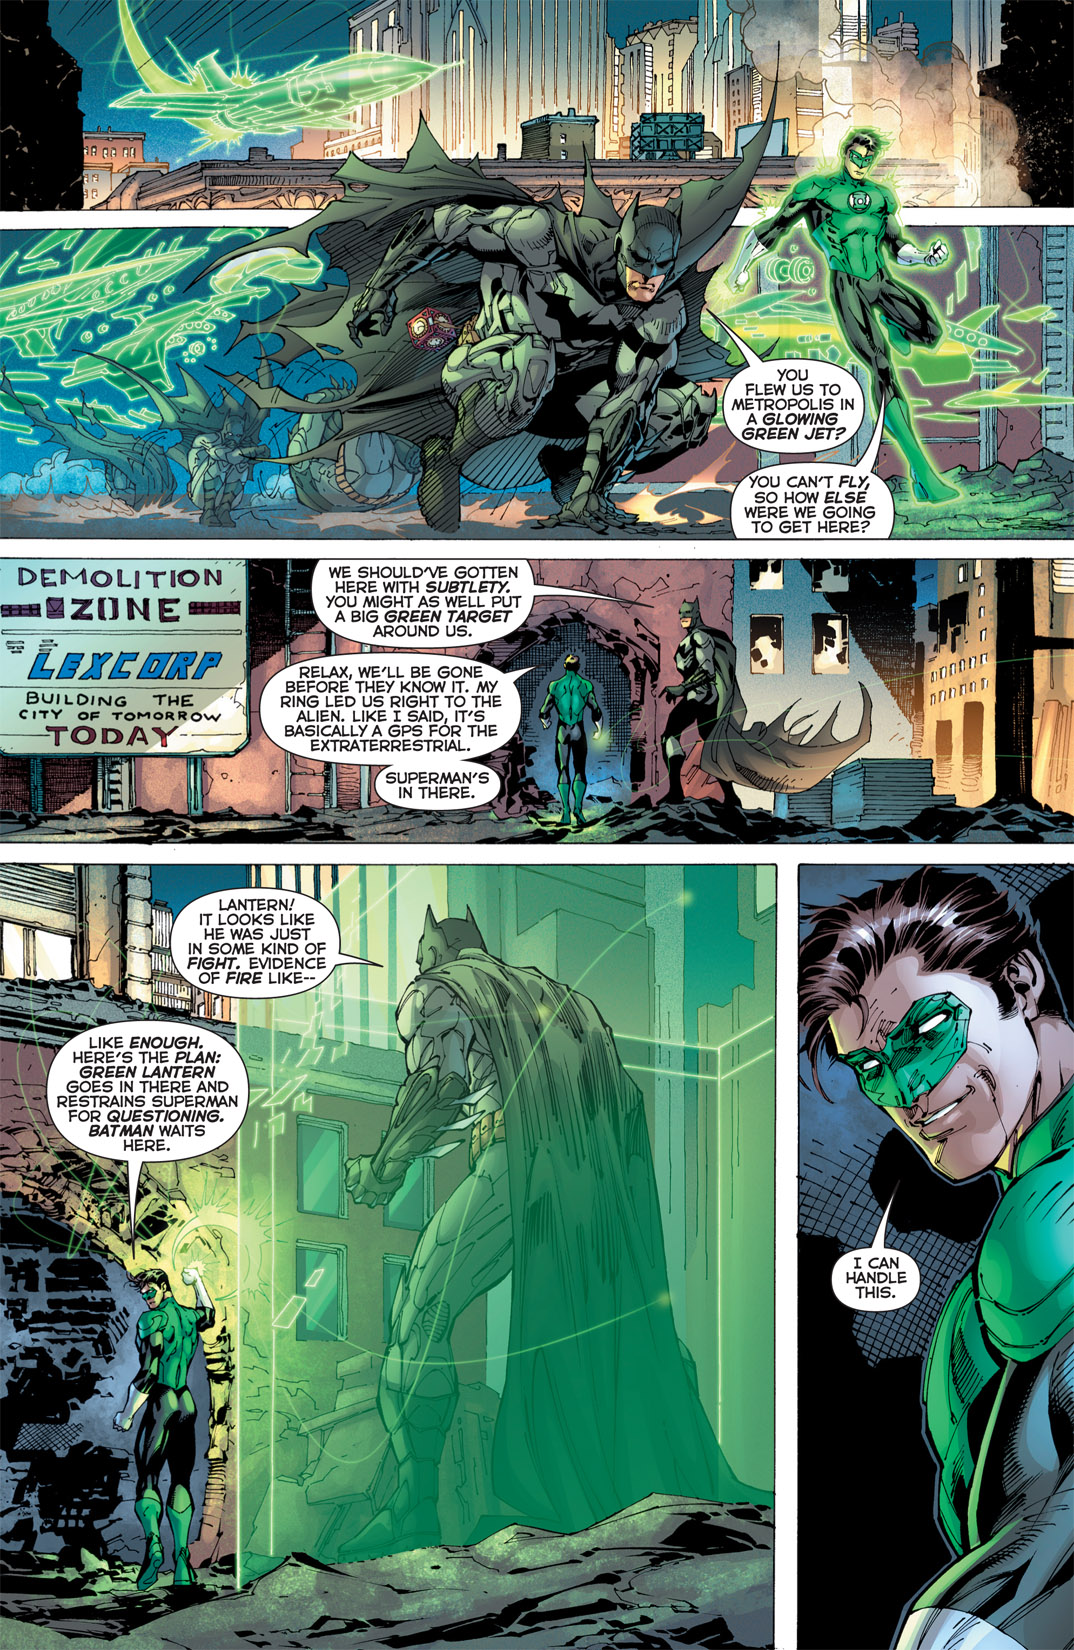 YOU
FLEW US TO
METROPOLIS IN
A GLOWING
GREEN JET?
YOU CAN'T FLY,
SO HOW ELSE
WERE WE GOING
TO GET HERE?
DEMOLITION
ZONE
LEXCORP
BUILDING THE
CITY OF TOMORROW
TODAY
WE SHOULD'VE GOTTEN
HERE WITH SUBTLETY.
YOU MIGHT AS WELL PUT
A BIG GREEN TARGET
AROUND US.
RELAX, WE'LL BE GONE
BEFORE THEY KNOW IT. MY
RING LED US RIGHT TO THE
ALIEN. LIKE I SAID, IT'S
BASICALLY A GPS FOR THE
EXTRATERRESTRIAL.
SUPERMAN'S
IN THERE.
LANTERN!
IT LOOKS LIKE
HE WAS JUST
IN SOME KIND OF
FIGHT. EVIDENCE
OF FIRE LIKE--
LIKE ENOUGH.
HERE'S THE PLAN:
GREEN LANTERN
GOES IN THERE AND
RESTRAINS SUPERMAN
FOR QUESTIONING.
BATMAN WAITS
HERE.
I CAN
HANDLE
THIS.